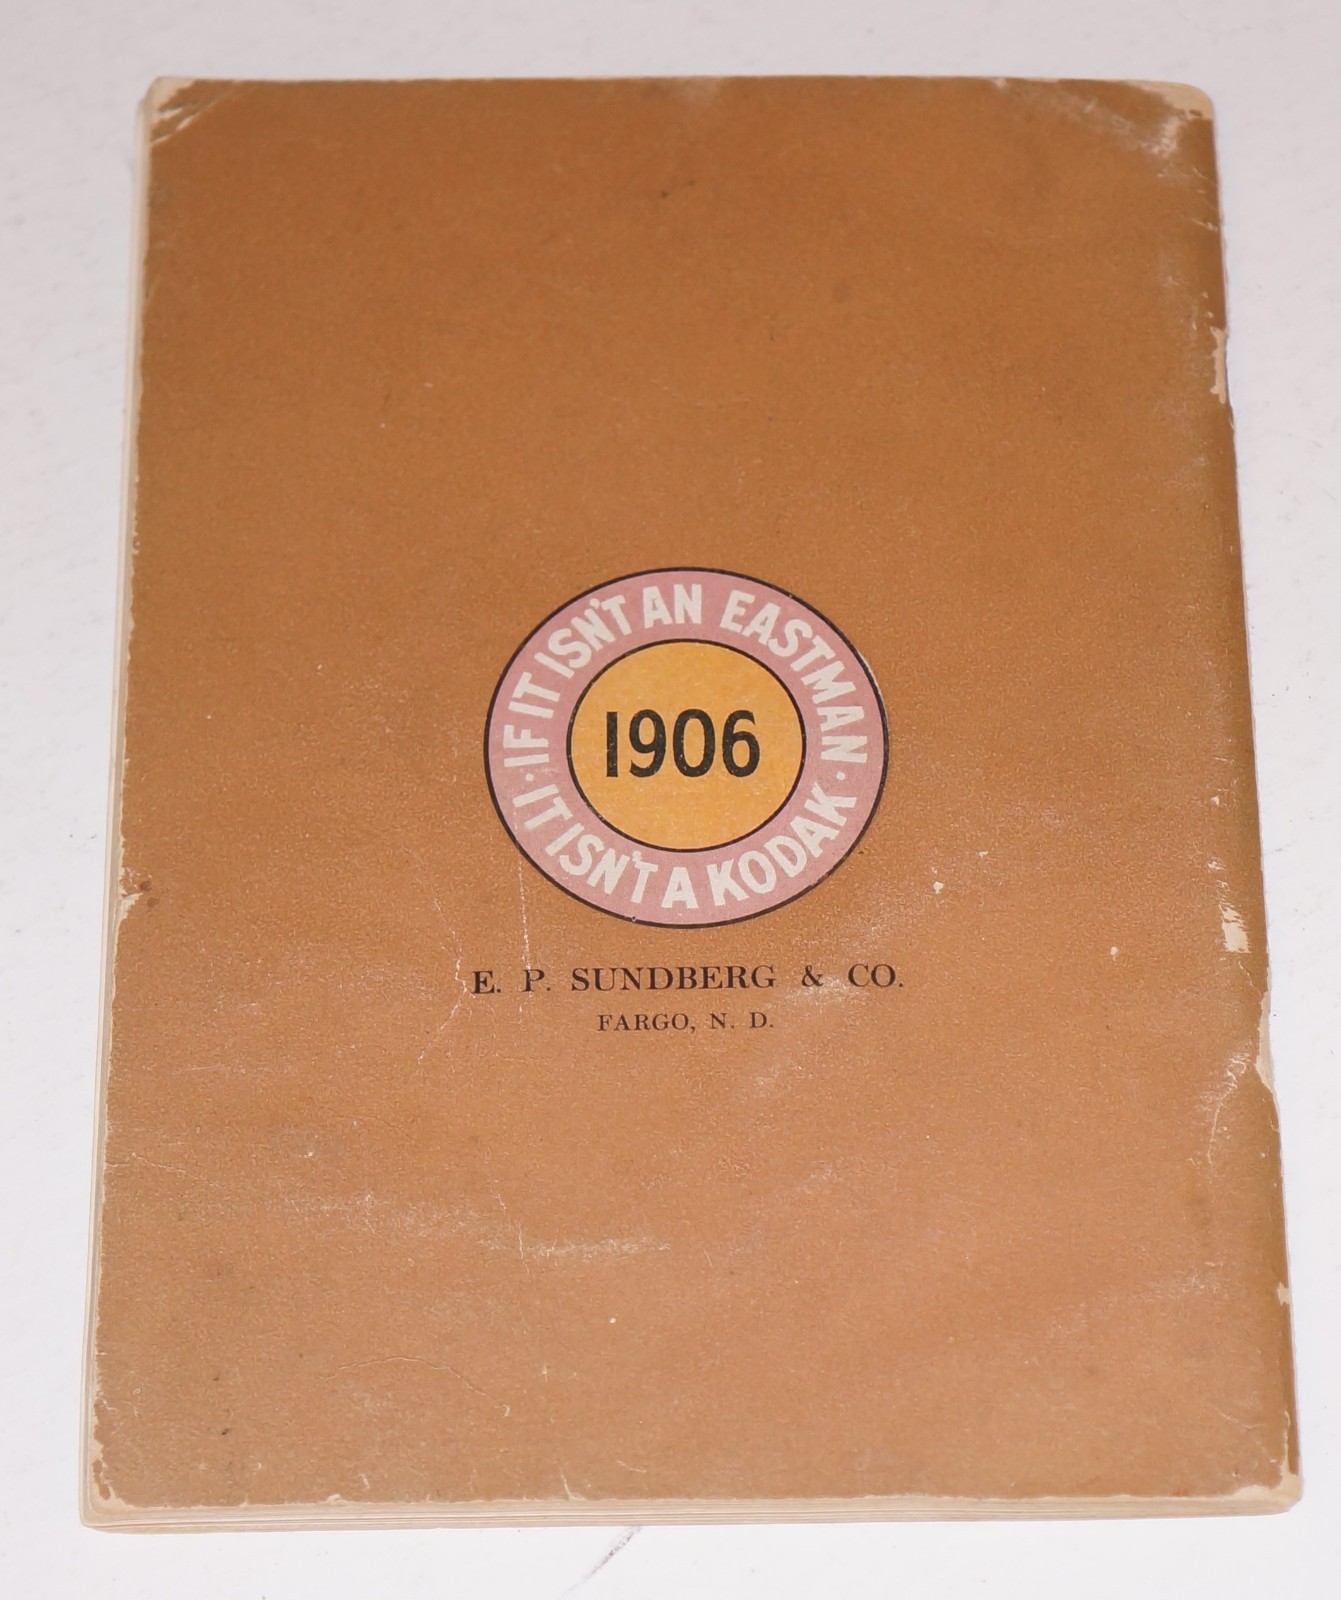 · IF IT ISN'T AN EASTMAN ·
IT ISN'T A KODAK
1906
E. P. SUNDBERG & CO.
FARGO, N. D.